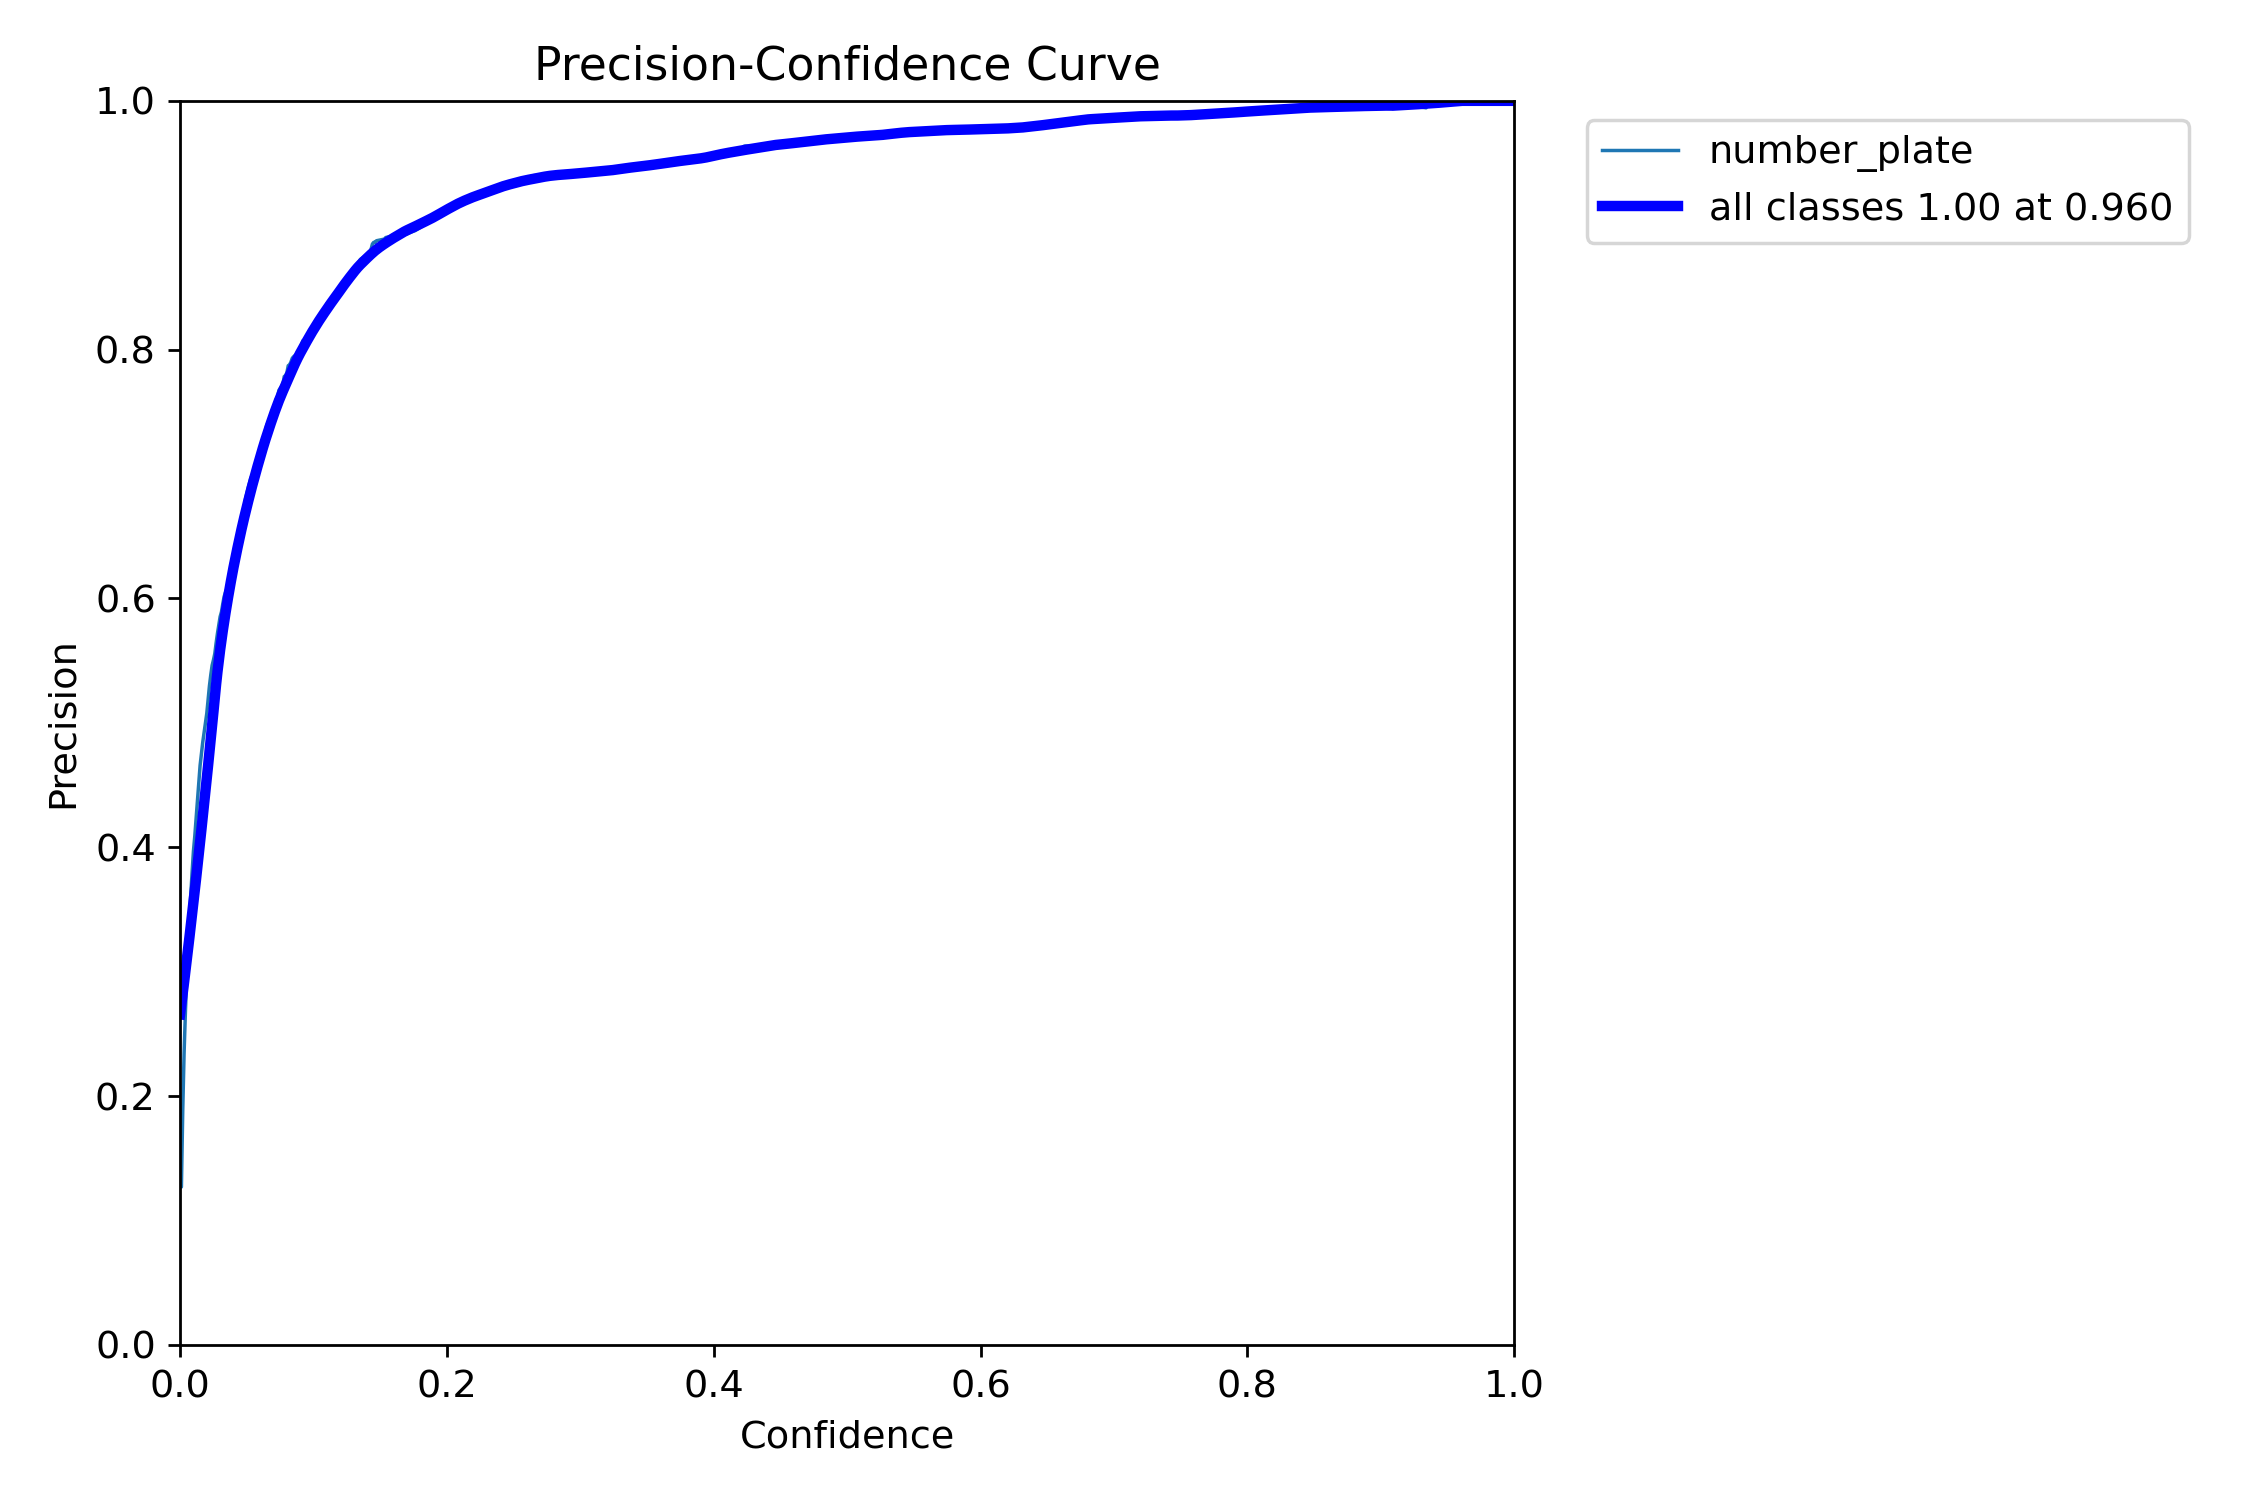 Precision-Confidence Curve
1.0
0.8
0.6
0.4
0.2
0.0
Precision
0.0 0.2 0.4 0.6 0.8 1.0
Confidence
number_plate
all classes 1.00 at 0.960